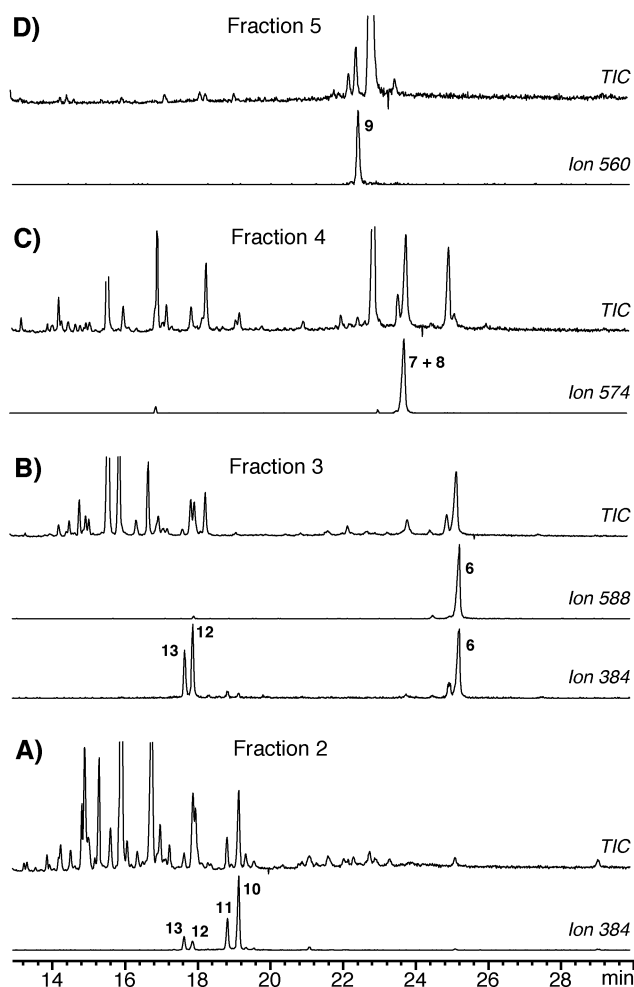 D) Fraction 5
TIC
9
Ion 560
C) Fraction 4
TIC
7 + 8
Ion 574
B) Fraction 3
TIC
6
Ion 588
13 12 6
Ion 384
A) Fraction 2
TIC
13 12 11 10
Ion 384
14 16 18 20 22 24 26 28 min